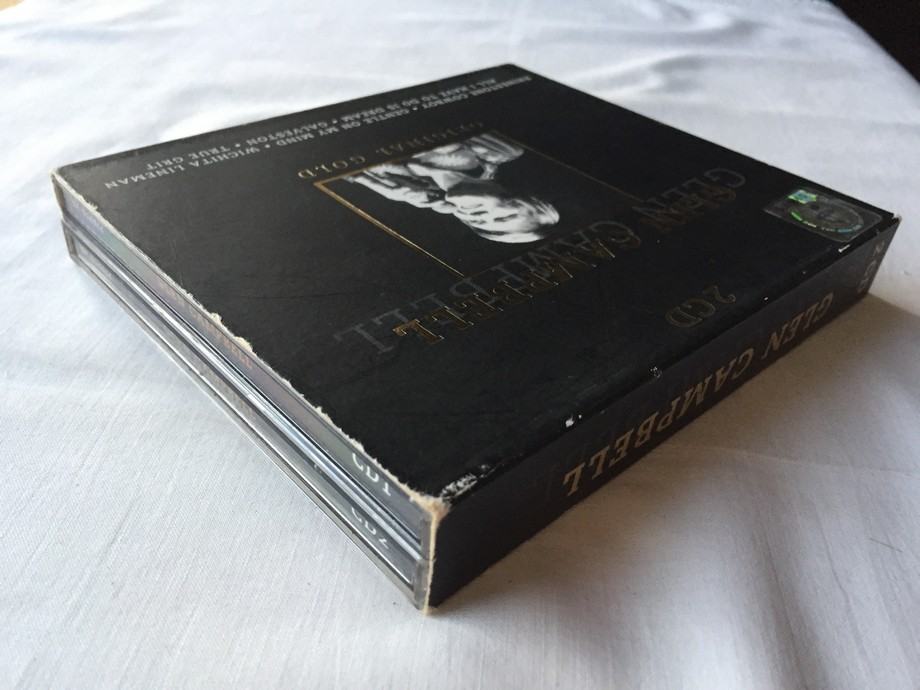 GLEN CAMPBELL
2CD
ORIGINAL GOLD
RHINESTONE COWBOY • GENTLE ON MY MIND • WICHITA LINEMAN
ALL I HAVE TO DO IS DREAM • GALVESTON • TRUE GRIT
GLEN CAMPBELL
2CD
CD1
CD2